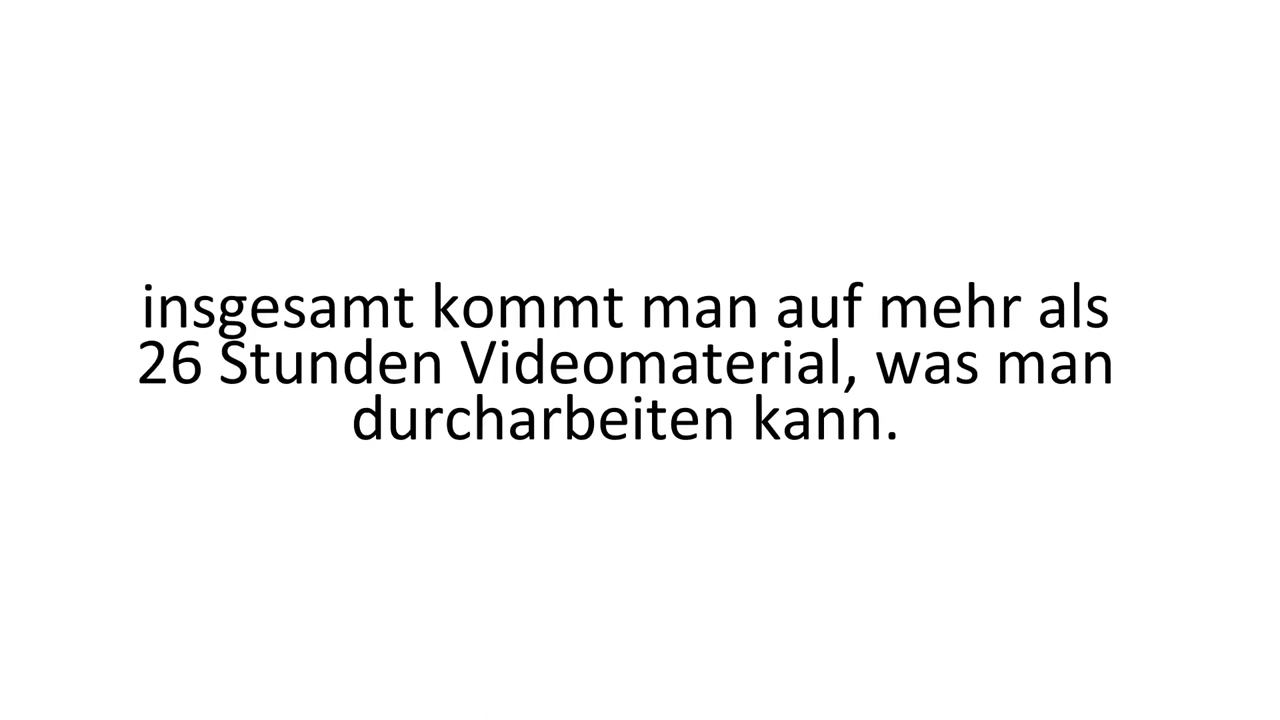 insgesamt kommt man auf mehr als
26 Stunden Videomaterial, was man
durcharbeiten kann.